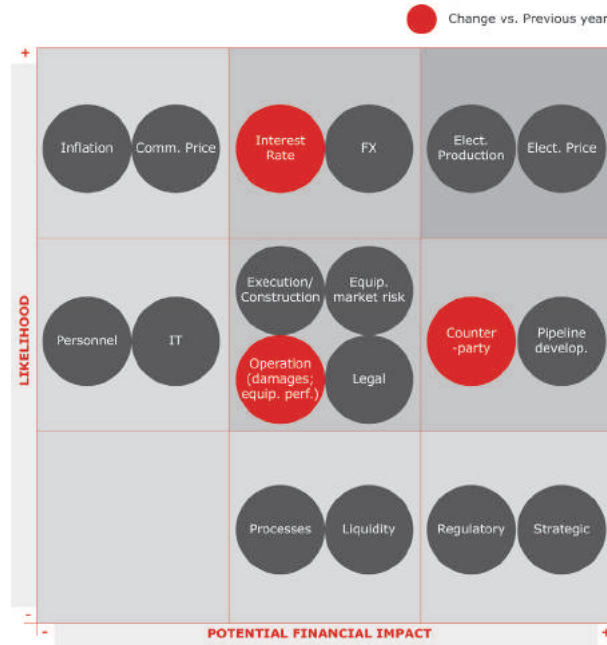 Change vs. Previous year
+
Inflation
Comm. Price
Interest
Rate
FX
Elect.
Production
Elect. Price
LIKELIHOOD
Personnel
IT
Execution/
Construction
Equip.
market risk
Operation
(damages;
equip. perf.)
Legal
Counter
-party
Pipeline
develop.
Processes
Liquidity
Regulatory
Strategic
-
-
POTENTIAL FINANCIAL IMPACT
+